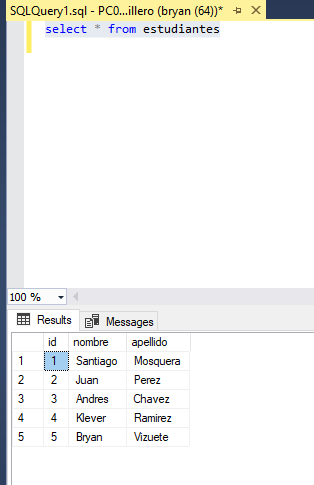 SQLQuery1.sql - PC0...illero (bryan (64))*
select * from estudiantes
100 %
Results Messages
id nombre apellido
1 1 Santiago Mosquera
2 2 Juan Perez
3 3 Andres Chavez
4 4 Klever Ramirez
5 5 Bryan Vizuete